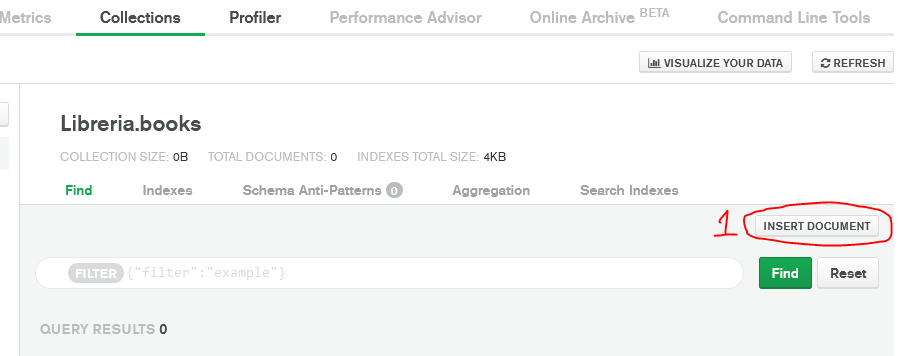 Metrics Collections Profiler Performance Advisor Online Archive BETA Command Line Tools
VISUALIZE YOUR DATA REFRESH
Libreria.books
COLLECTION SIZE: 0B TOTAL DOCUMENTS: 0 INDEXES TOTAL SIZE: 4KB
Find Indexes Schema Anti-Patterns 0 Aggregation Search Indexes
1 INSERT DOCUMENT
FILTER {"filter":"example"} Find Reset
QUERY RESULTS 0